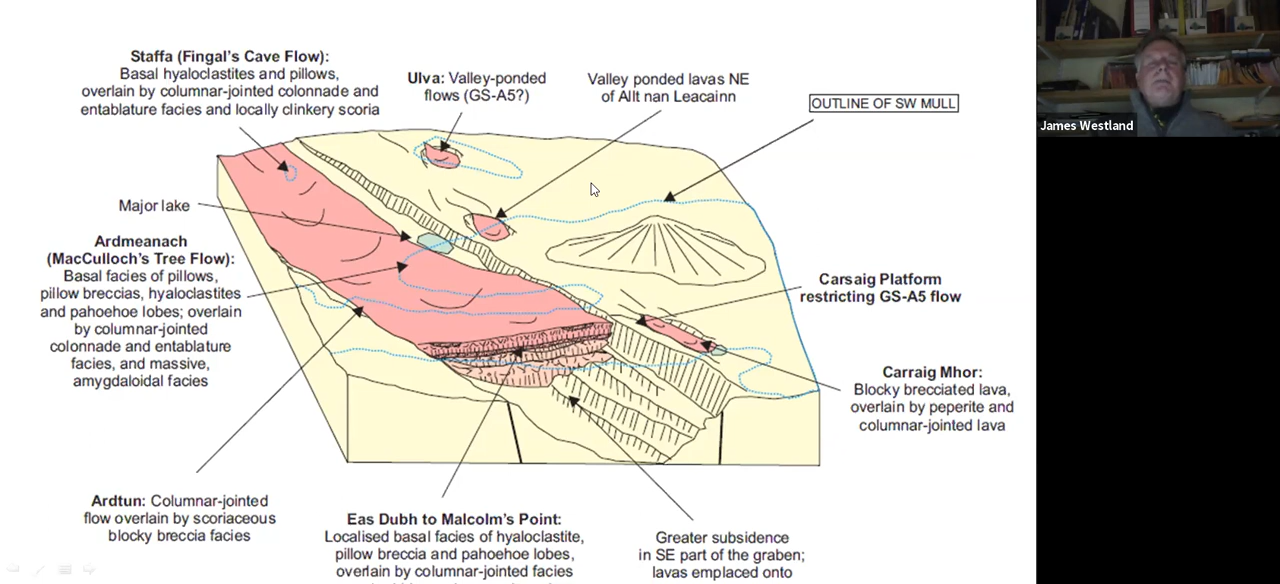 Staffa (Fingal's Cave Flow):
Basal hyaloclastites and pillows,
overlain by columnar-jointed colonnade and
entablature facies and locally clinkery scoria
Ulva: Valley-ponded
flows (GS-A5?)
Valley ponded lavas NE
of Allt nan Leacainn
OUTLINE OF SW MULL
James Westland
Major lake
Ardmeanach
(MacCulloch's Tree Flow):
Basal facies of pillows,
pillow breccias, hyaloclastites
and pahoehoe lobes; overlain
by columnar-jointed
colonnade and entablature
facies, and massive,
amygdaloidal facies
Carsaig Platform
restricting GS-A5 flow
Carraig Mhor:
Blocky brecciated lava,
overlain by peperite and
columnar-jointed lava
Ardtun: Columnar-jointed
flow overlain by scoriaceous
blocky breccia facies
Eas Dubh to Malcolm's Point:
Localised basal facies of hyaloclastite,
pillow breccia and pahoehoe lobes,
overlain by columnar-jointed facies
Greater subsidence
in SE part of the graben;
lavas emplaced onto